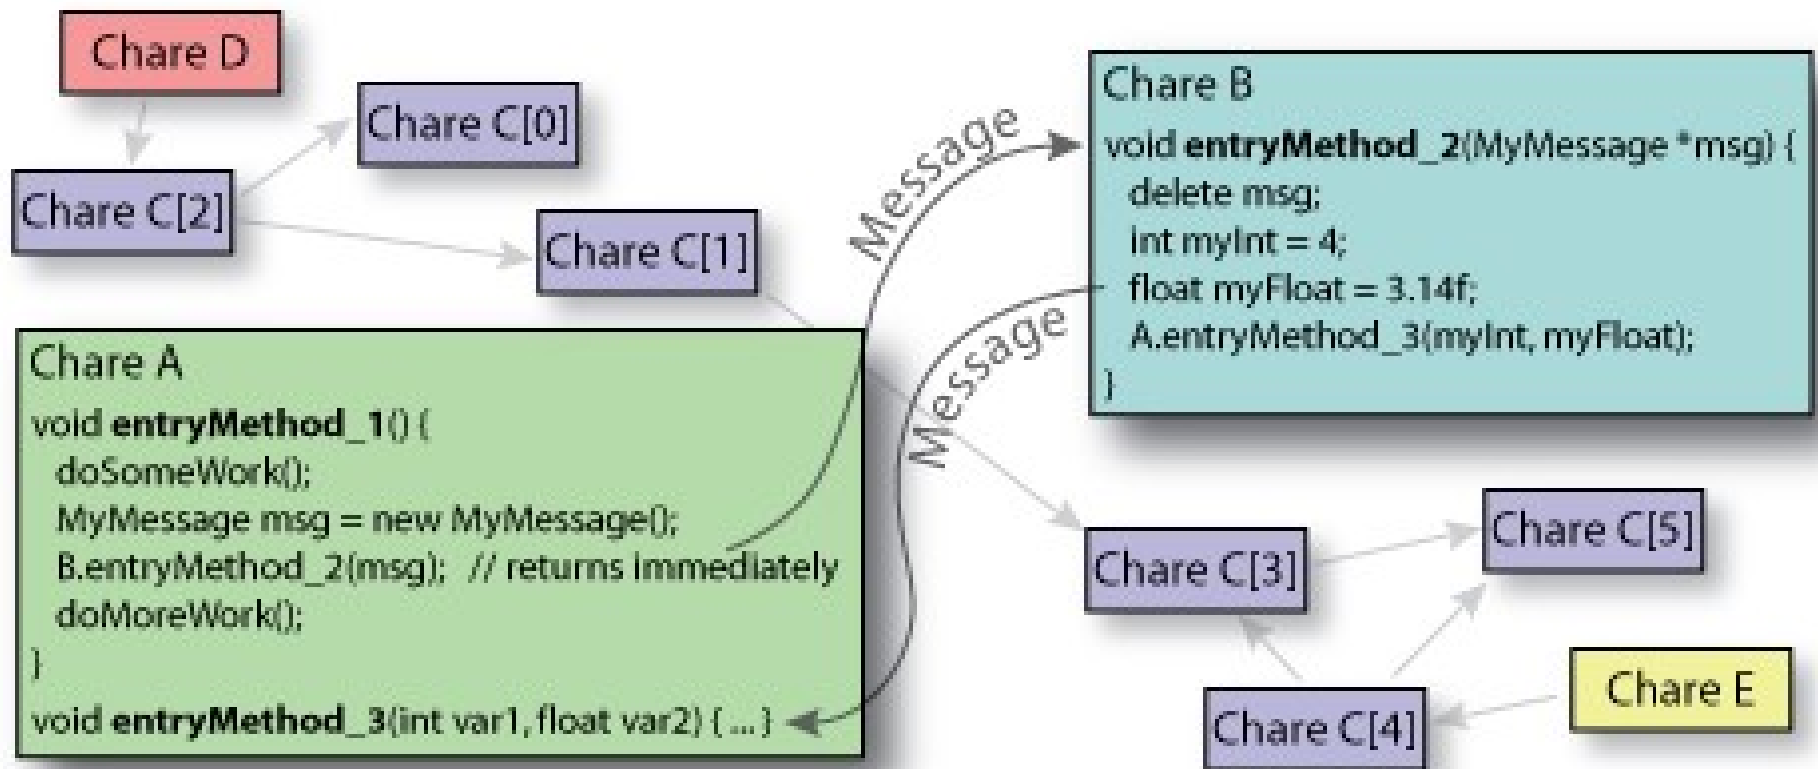 Chare D
Chare C[0]
Chare C[2]
Chare C[1]
Message
Message
Chare B
void entryMethod_2(MyMessage *msg) {
delete msg;
int myInt = 4;
float myFloat = 3.14f;
A.entryMethod_3(myInt, myFloat);
}
Chare A
void entryMethod_1() {
doSomeWork();
MyMessage msg = new MyMessage();
B.entryMethod_2(msg); // returns immediately
doMoreWork();
}
void entryMethod_3(int var1, float var2) { ... }
Chare C[3]
Chare C[5]
Chare C[4]
Chare E